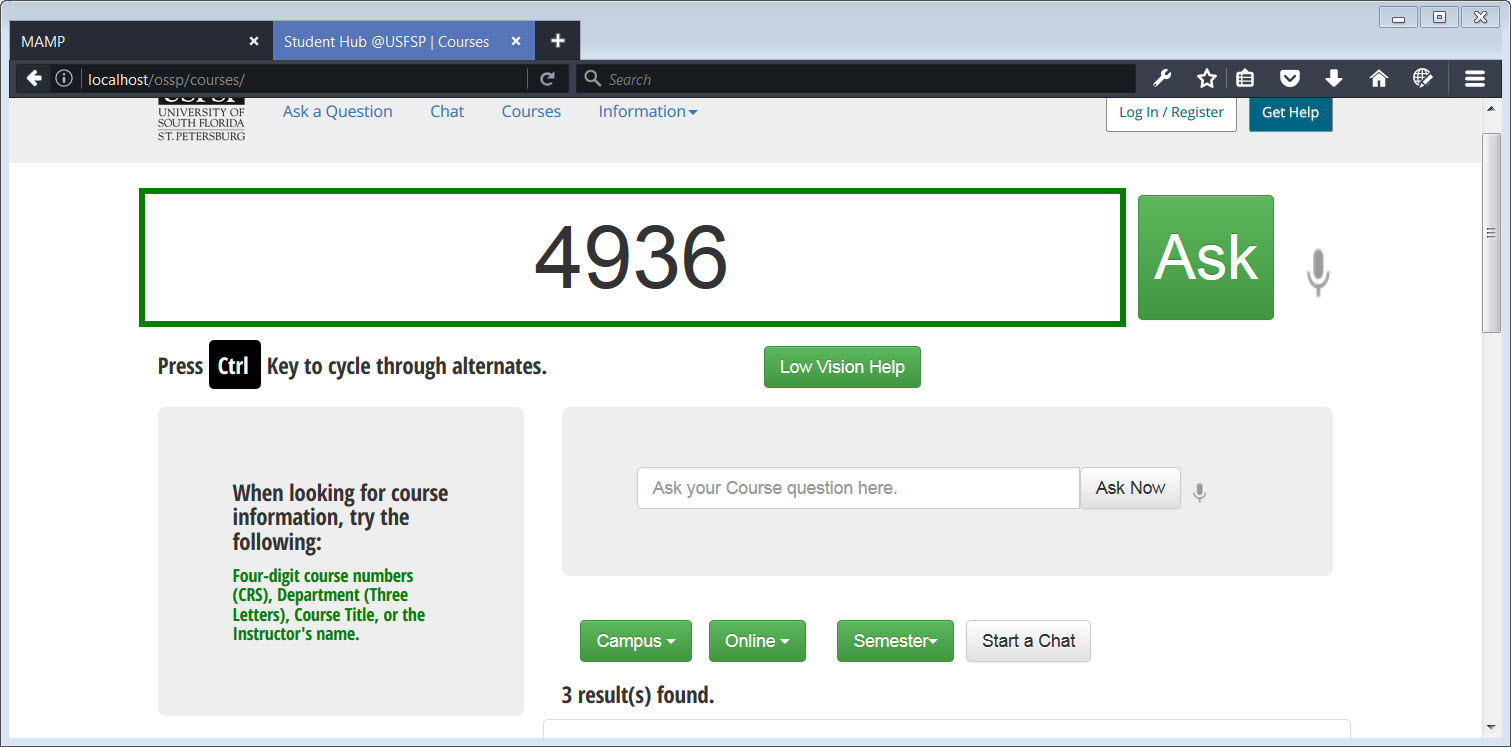 MAMP
Student Hub @USFSP | Courses
localhost/ossp/courses/
Search
USFSP
UNIVERSITY OF
SOUTH FLORIDA
ST. PETERSBURG
Ask a Question
Chat
Courses
Information
Log In / Register
Get Help
4936
Ask
Press Ctrl Key to cycle through alternates.
Low Vision Help
When looking for course
information, try the
following:
Four-digit course numbers
(CRS), Department (Three
Letters), Course Title, or the
Instructor's name.
Ask your Course question here.
Ask Now
Campus
Online
Semester
Start a Chat
3 result(s) found.